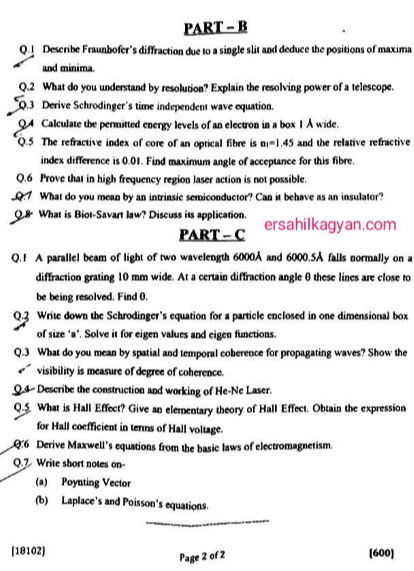 PART – B
Q.1 Describe Fraunhofer's diffraction due to a single slit and deduce the positions of maxima
and minima.
Q.2 What do you understand by resolution? Explain the resolving power of a telescope.
Q.3 Derive Schrodinger's time independent wave equation.
Q.4 Calculate the permitted energy levels of an electron in a box 1 Å wide.
Q.5 The refractive index of core of an optical fibre is n₁=1.45 and the relative refractive
index difference is 0.01. Find maximum angle of acceptance for this fibre.
Q.6 Prove that in high frequency region laser action is not possible.
Q.7 What do you mean by an intrinsic semiconductor? Can it behave as an insulator?
Q.8 What is Biot-Savart law? Discuss its application.
ersahilkagyan.com
PART – C
Q.1 A parallel beam of light of two wavelength 6000Å and 6000.5Å falls normally on a
diffraction grating 10 mm wide. At a certain diffraction angle θ these lines are close to
be being resolved. Find θ.
Q.2 Write down the Schrodinger's equation for a particle enclosed in one dimensional box
of size 'a'. Solve it for eigen values and eigen functions.
Q.3 What do you mean by spatial and temporal coherence for propagating waves? Show the
visibility is measure of degree of coherence.
Q.4 Describe the construction and working of He-Ne Laser.
Q.5 What is Hall Effect? Give an elementary theory of Hall Effect. Obtain the expression
for Hall coefficient in terms of Hall voltage.
Q.6 Derive Maxwell's equations from the basic laws of electromagnetism.
Q.7 Write short notes on-
(a) Poynting Vector
(b) Laplace's and Poisson's equations.
[18102] Page 2 of 2 [600]